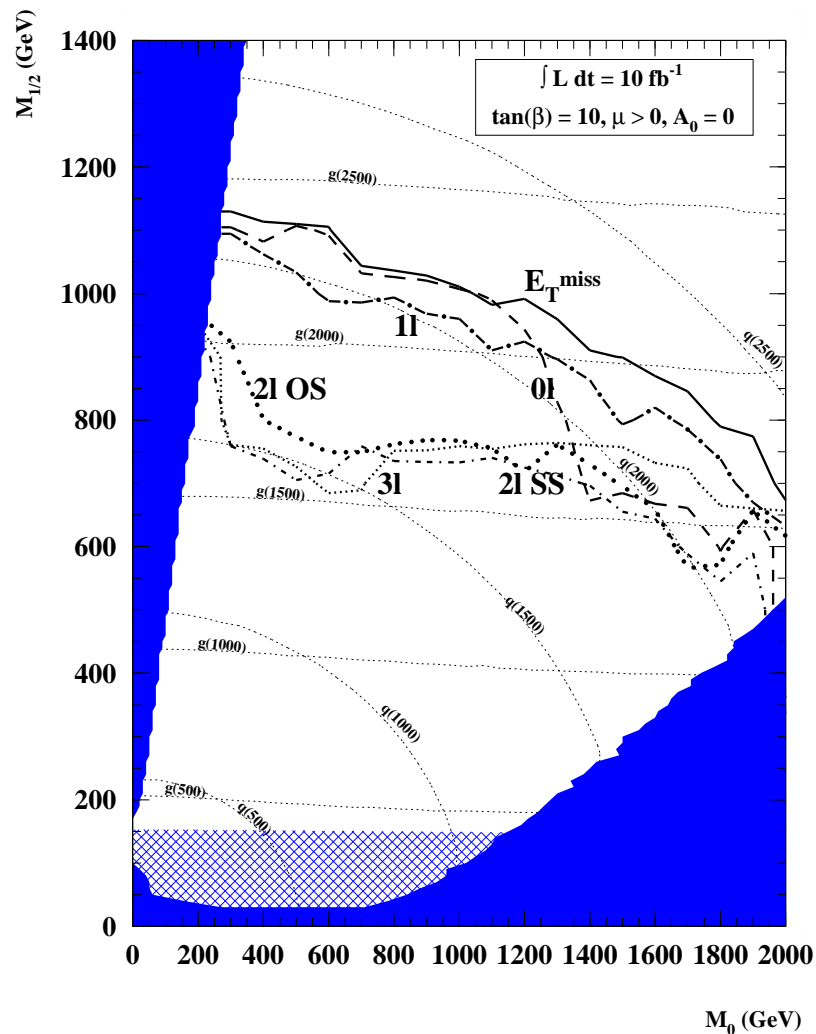 M1/2 (GeV)
1400
1200
1000
800
600
400
200
0
∫ L dt = 10 fb-1
tan(β) = 10, μ > 0, A0 = 0
g(2500)
ETmiss
1l
g(2000)
q(2500)
2l OS
0l
3l
2l SS
q(2000)
g(1500)
q(1500)
g(1000)
q(1000)
g(500)
q(500)
0 200 400 600 800 1000 1200 1400 1600 1800 2000
M0 (GeV)